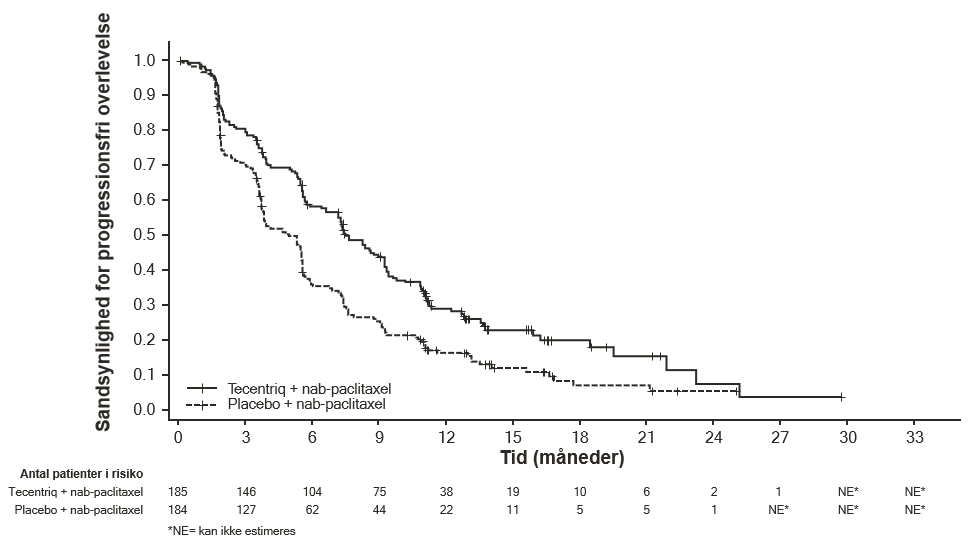 Sandsynlighed for progressionsfri overlevelse
1.0
0.9
0.8
0.7
0.6
0.5
0.4
0.3
0.2
0.1
0.0
Tecentriq + nab-paclitaxel
Placebo + nab-paclitaxel
0 3 6 9 12 15 18 21 24 27 30 33
Tid (måneder)
Antal patienter i risiko
Tecentriq + nab-paclitaxel 185 146 104 75 38 19 10 6 2 1 NE* NE*
Placebo + nab-paclitaxel 184 127 62 44 22 11 5 5 1 NE* NE* NE*
*NE= kan ikke estimeres